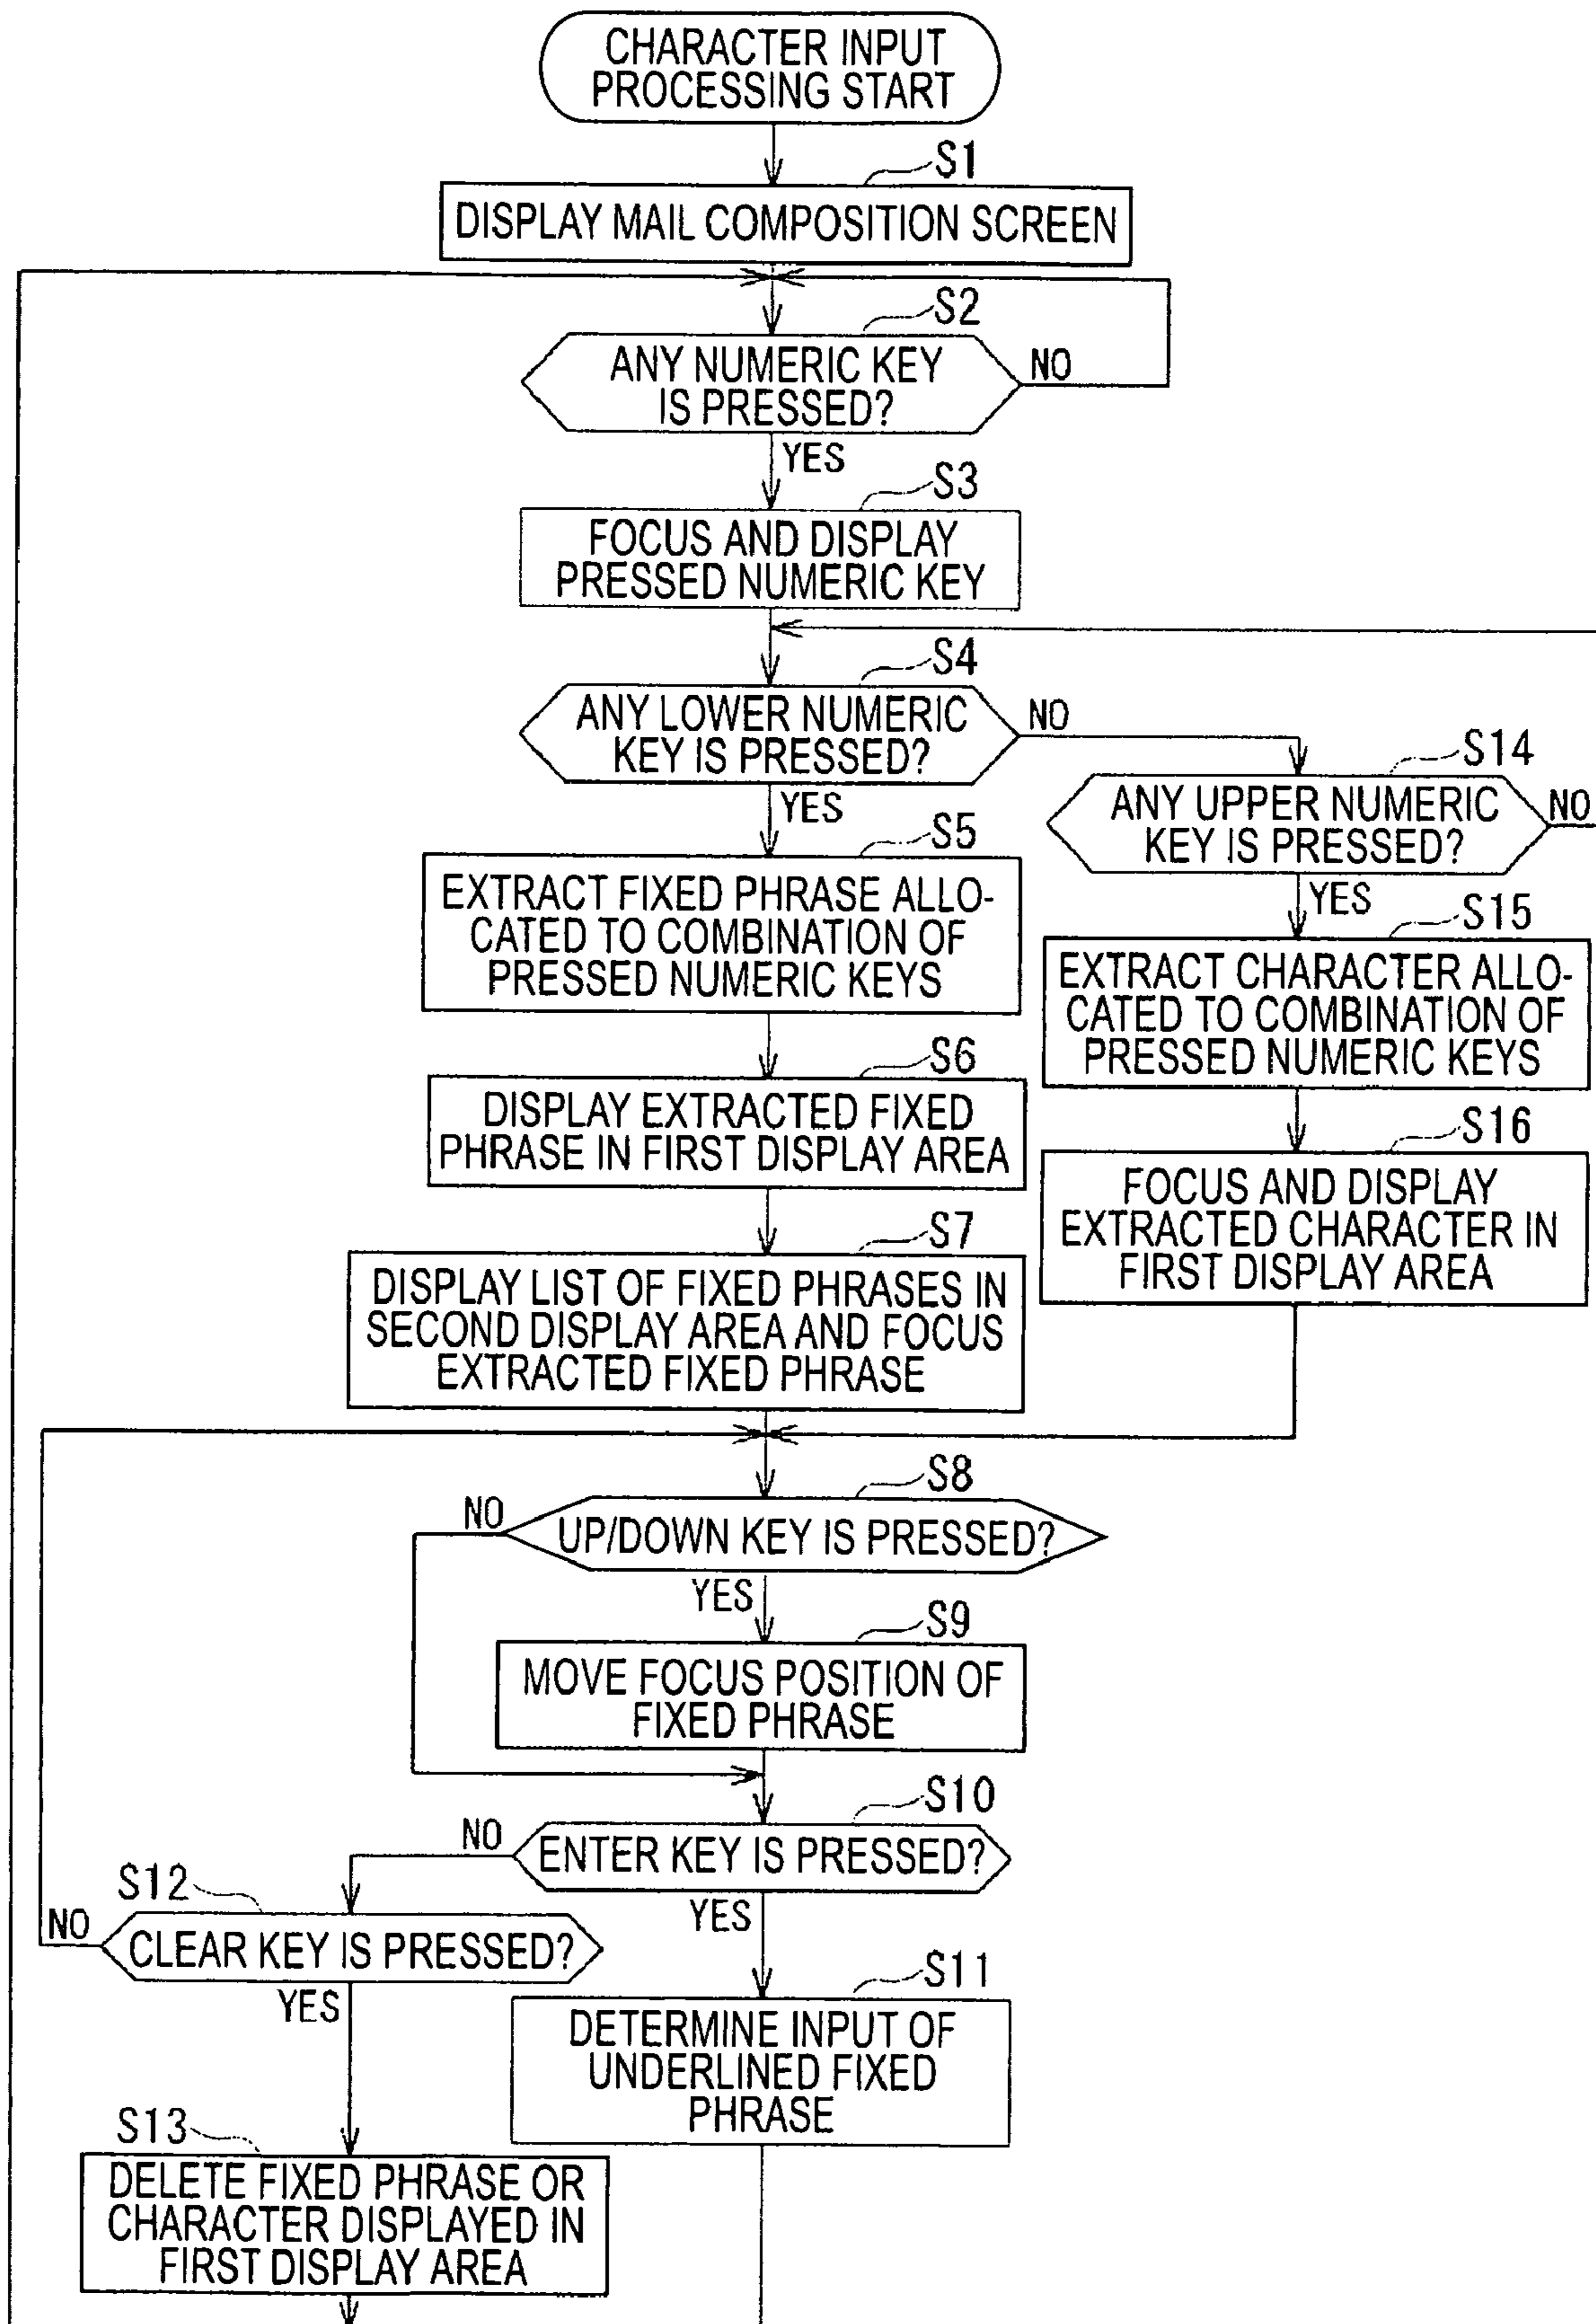 CHARACTER INPUT
PROCESSING START
S1
DISPLAY MAIL COMPOSITION SCREEN
S2
ANY NUMERIC KEY
IS PRESSED?
NO
YES
S3
FOCUS AND DISPLAY
PRESSED NUMERIC KEY
S4
ANY LOWER NUMERIC
KEY IS PRESSED?
NO
YES
S14
ANY UPPER NUMERIC
KEY IS PRESSED?
NO
YES
S5
EXTRACT FIXED PHRASE ALLO-
CATED TO COMBINATION OF
PRESSED NUMERIC KEYS
S15
EXTRACT CHARACTER ALLO-
CATED TO COMBINATION OF
PRESSED NUMERIC KEYS
S6
DISPLAY EXTRACTED FIXED
PHRASE IN FIRST DISPLAY AREA
S16
FOCUS AND DISPLAY
EXTRACTED CHARACTER IN
FIRST DISPLAY AREA
S7
DISPLAY LIST OF FIXED PHRASES IN
SECOND DISPLAY AREA AND FOCUS
EXTRACTED FIXED PHRASE
S8
NO
UP/DOWN KEY IS PRESSED?
YES
S9
MOVE FOCUS POSITION OF
FIXED PHRASE
S10
NO
ENTER KEY IS PRESSED?
YES
S12
NO
CLEAR KEY IS PRESSED?
YES
S11
DETERMINE INPUT OF
UNDERLINED FIXED
PHRASE
S13
DELETE FIXED PHRASE OR
CHARACTER DISPLAYED IN
FIRST DISPLAY AREA